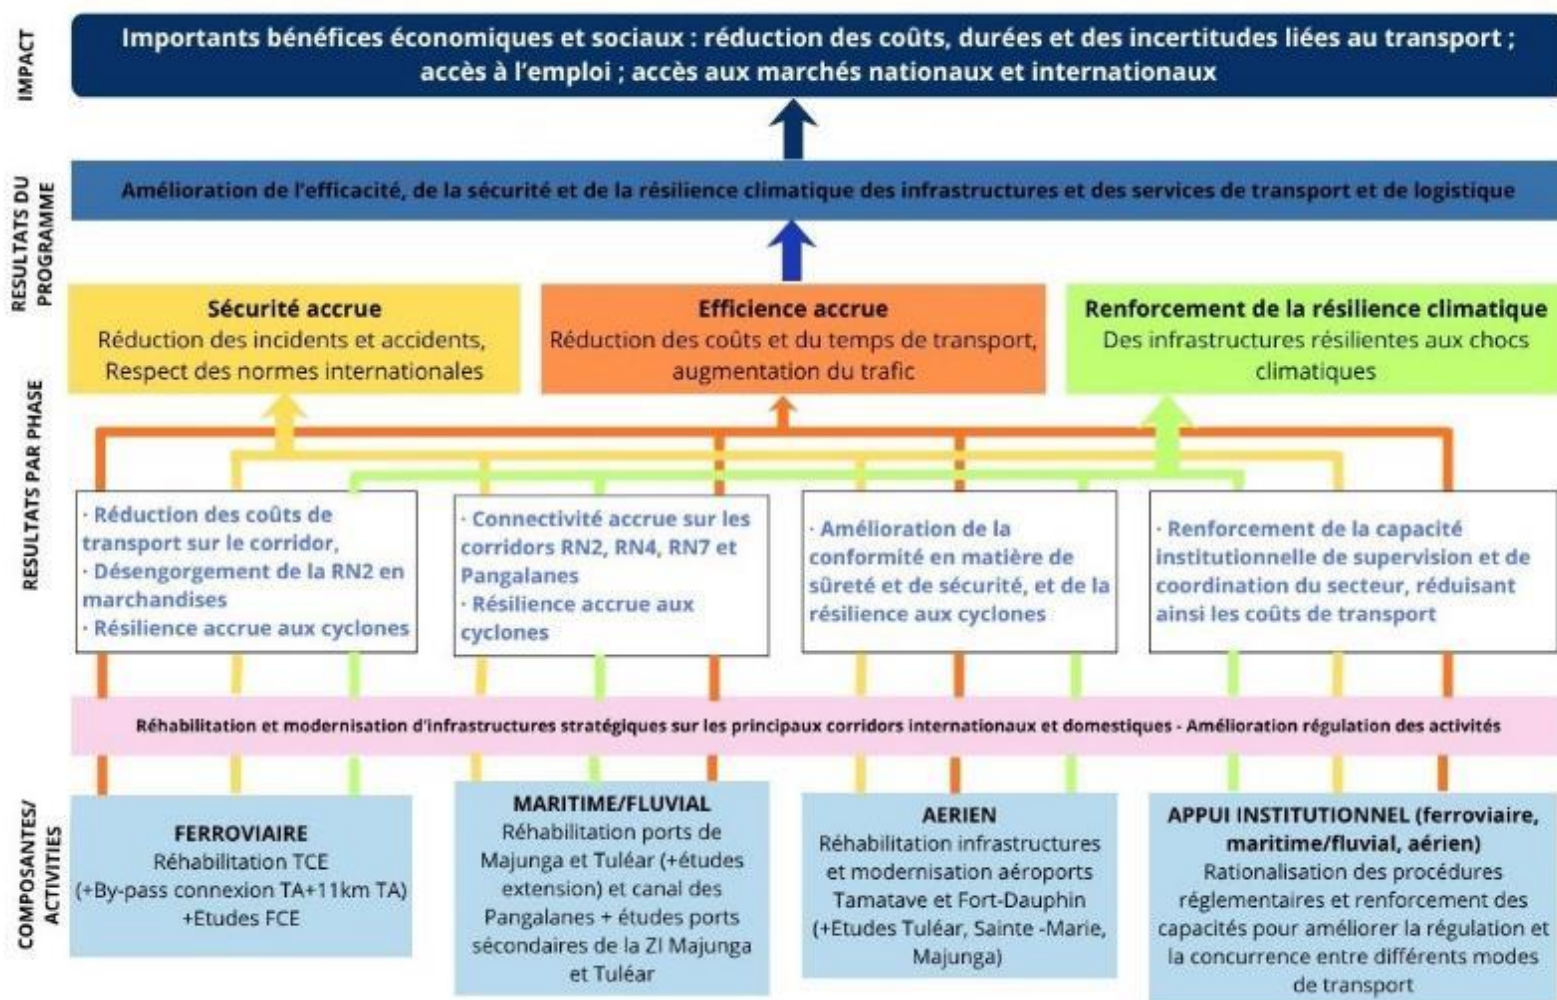 IMPACT
Importants bénéfices économiques et sociaux : réduction des coûts, durées et des incertitudes liées au transport ;
accès à l'emploi ; accès aux marchés nationaux et internationaux
RESULTATS DU
PROGRAMME
Amélioration de l'efficacité, de la sécurité et de la résilience climatique des infrastructures et des services de transport et de logistique
RESULTATS PAR PHASE
Sécurité accrue
Réduction des incidents et accidents,
Respect des normes internationales
Efficience accrue
Réduction des coûts et du temps de transport,
augmentation du trafic
Renforcement de la résilience climatique
Des infrastructures résilientes aux chocs
climatiques
· Réduction des coûts de
transport sur le corridor,
· Désengorgement de la RN2 en
marchandises
· Résilience accrue aux cyclones
· Connectivité accrue sur les
corridors RN2, RN4, RN7 et
Pangalanes
· Résilience accrue aux
cyclones
· Amélioration de la
conformité en matière de
sûreté et de sécurité, et de la
résilience aux cyclones
· Renforcement de la capacité
institutionnelle de supervision et de
coordination du secteur, réduisant
ainsi les coûts de transport
Réhabilitation et modernisation d'infrastructures stratégiques sur les principaux corridors internationaux et domestiques - Amélioration régulation des activités
COMPOSANTES/
ACTIVITIES
FERROVIAIRE
Réhabilitation TCE
(+By-pass connexion TA+11km TA)
+Etudes FCE
MARITIME/FLUVIAL
Réhabilitation ports de
Majunga et Tuléar (+études
extension) et canal des
Pangalanes + études ports
sécondaires de la ZI Majunga
et Tuléar
AERIEN
Réhabilitation infrastructures
et modernisation aéroports
Tamatave et Fort-Dauphin
(+Etudes Tuléar, Sainte -Marie,
Majunga)
APPUI INSTITUTIONNEL (ferroviaire,
maritime/fluvial, aérien)
Rationalisation des procédures
réglementaires et renforcement des
capacités pour améliorer la régulation et
la concurrence entre différents modes
de transport